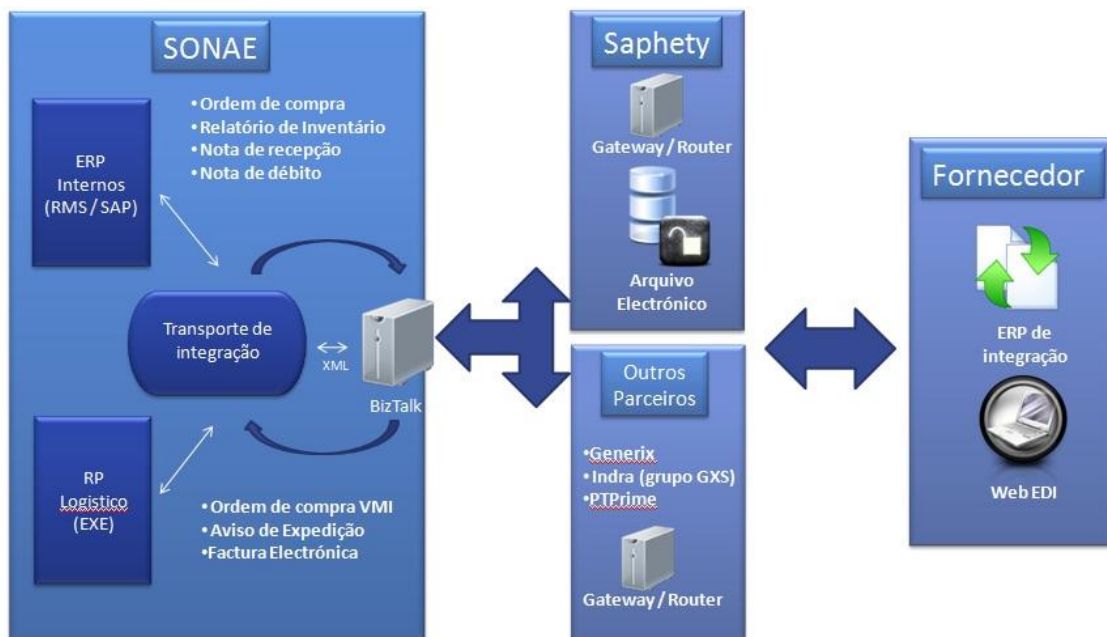 SONAE
ERP
Internos
(RMS / SAP)
•Ordem de compra
•Relatório de Inventário
•Nota de recepção
•Nota de débito
Transporte de
integração
XML
BizTalk
RP
Logistico
(EXE)
•Ordem de compra VMI
•Aviso de Expedição
•Factura Electrónica
Saphety
Gateway / Router
Arquivo
Electrónico
Outros
Parceiros
•Generix
•Indra (grupo GXS)
•PTPrime
Gateway / Router
Fornecedor
ERP de
integração
Web EDI